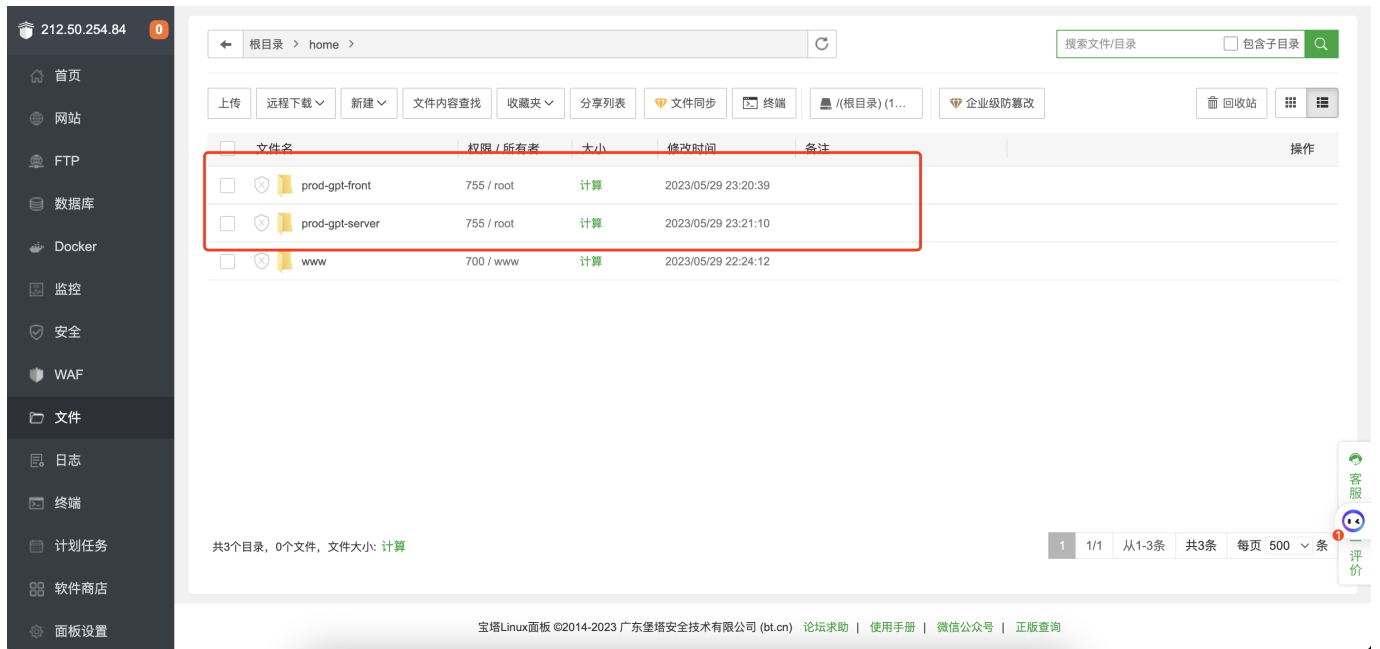 212.50.254.84 0
首页
网站
FTP
数据库
Docker
监控
安全
WAF
文件
日志
终端
计划任务
软件商店
面板设置
根目录 > home >
搜索文件/目录 包含子目录
上传 远程下载 新建 文件内容查找 收藏夹 分享列表 文件同步 终端 /(根目录) (1... 企业级防篡改 回收站
文件名 权限 / 所有者 大小 修改时间 备注 操作
prod-gpt-front 755 / root 计算 2023/05/29 23:20:39
prod-gpt-server 755 / root 计算 2023/05/29 23:21:10
www 700 / www 计算 2023/05/29 22:24:12
共3个目录，0个文件，文件大小: 计算
1 1/1 从1-3条 共3条 每页 500 条
客服
1
评价
宝塔Linux面板 ©2014-2023 广东堡塔安全技术有限公司 (bt.cn) 论坛求助 | 使用手册 | 微信公众号 | 正版查询